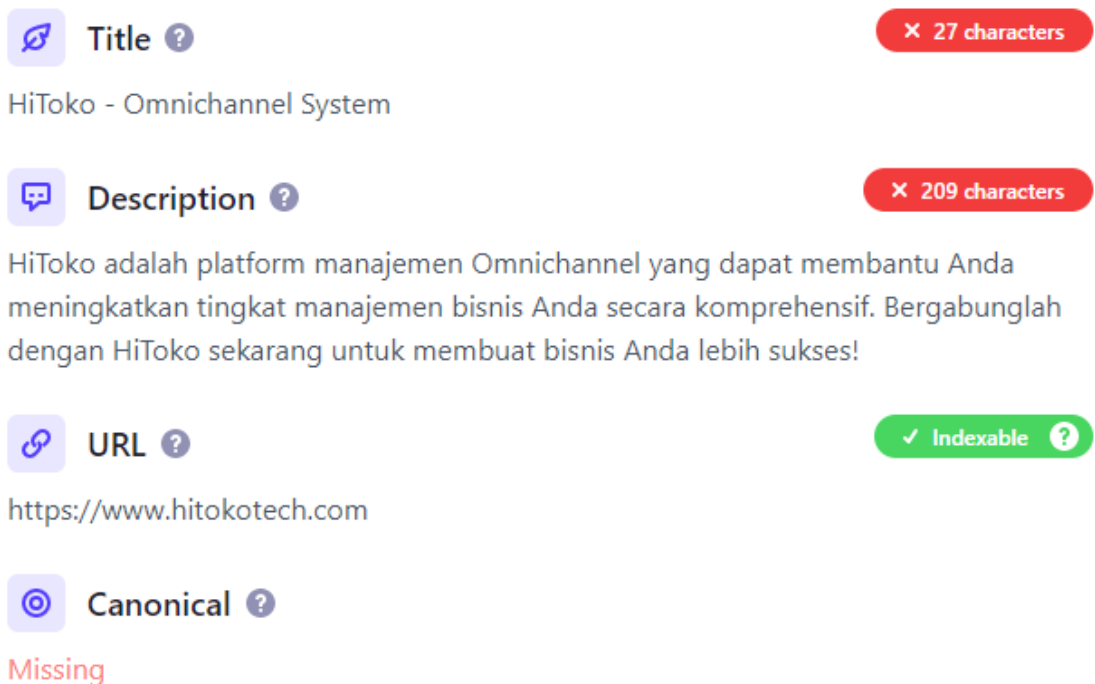 Title ?
× 27 characters
HiToko - Omnichannel System
Description ?
× 209 characters
HiToko adalah platform manajemen Omnichannel yang dapat membantu Anda
meningkatkan tingkat manajemen bisnis Anda secara komprehensif. Bergabunglah
dengan HiToko sekarang untuk membuat bisnis Anda lebih sukses!
URL ?
✓ Indexable ?
https://www.hitokotech.com
Canonical ?
Missing